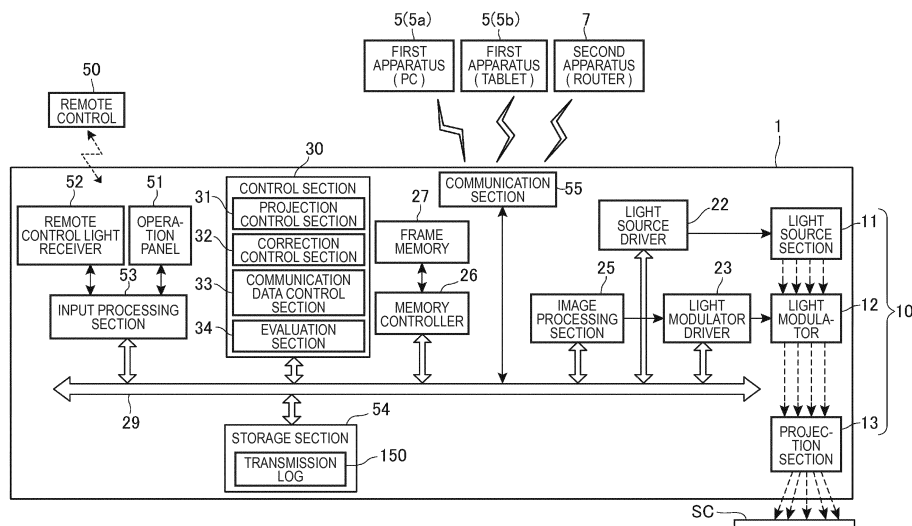 5(5a)
5(5b)
7
FIRST
APPARATUS
(PC)
FIRST
APPARATUS
(TABLET)
SECOND
APPARATUS
(ROUTER)
50
REMOTE
CONTROL
1
30
52
51
CONTROL SECTION
COMMUNICATION
SECTION
55
31
PROJECTION
CONTROL SECTION
27
22
11
REMOTE
CONTROL LIGHT
RECEIVER
OPERA-
TION
PANEL
FRAME
MEMORY
LIGHT
SOURCE
DRIVER
LIGHT
SOURCE
SECTION
32
CORRECTION
CONTROL SECTION
53
33
COMMUNICATION
DATA CONTROL
SECTION
26
25
23
12
10
INPUT PROCESSING
SECTION
MEMORY
CONTROLLER
IMAGE
PROCESSING
SECTION
LIGHT
MODULATOR
DRIVER
LIGHT
MODULA-
TOR
34
EVALUATION
SECTION
29
54
13
STORAGE SECTION
PROJEC-
TION
SECTION
TRANSMISSION
LOG
150
SC